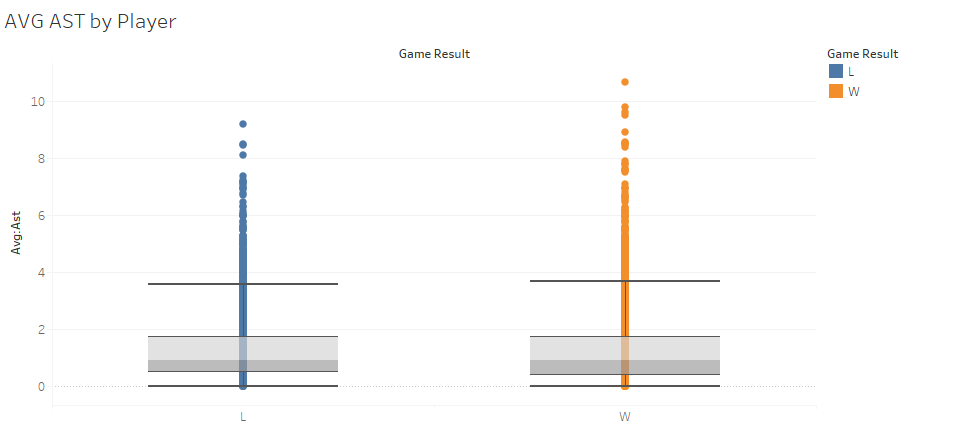 AVG AST by Player
Game Result
Game Result
L
W
10
8
6
4
2
0
Avg:Ast
L
W